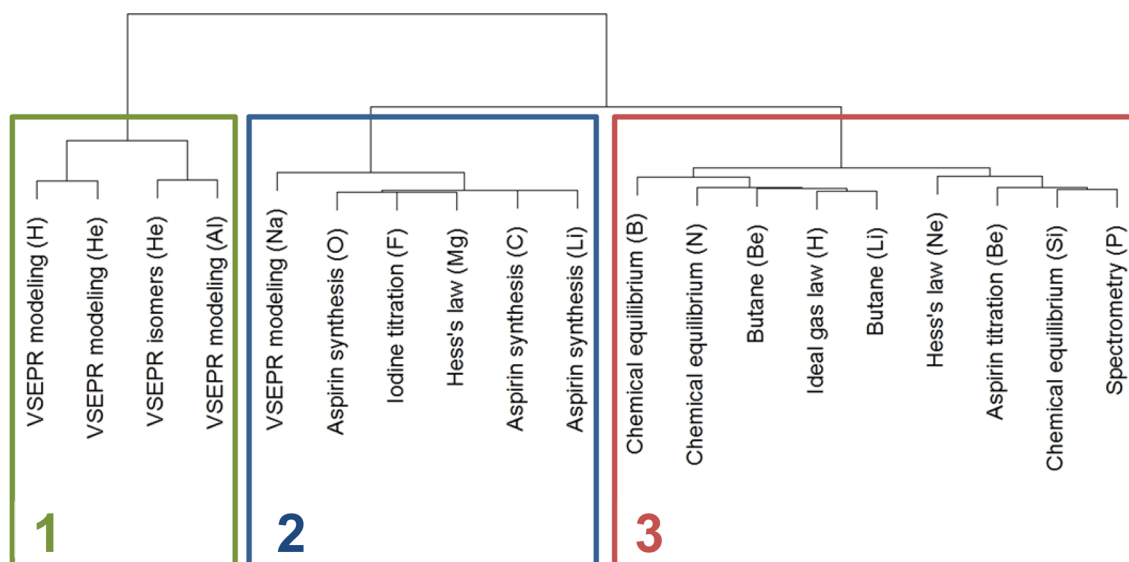 VSEPR modeling (H)
VSEPR modeling (He)
VSEPR isomers (He)
VSEPR modeling (Al)
VSEPR modeling (Na)
Aspirin synthesis (O)
Iodine titration (F)
Hess's law (Mg)
Aspirin synthesis (C)
Aspirin synthesis (Li)
Chemical equilibrium (B)
Chemical equilibrium (N)
Butane (Be)
Ideal gas law (H)
Butane (Li)
Hess's law (Ne)
Aspirin titration (Be)
Chemical equilibrium (Si)
Spectrometry (P)
1
2
3